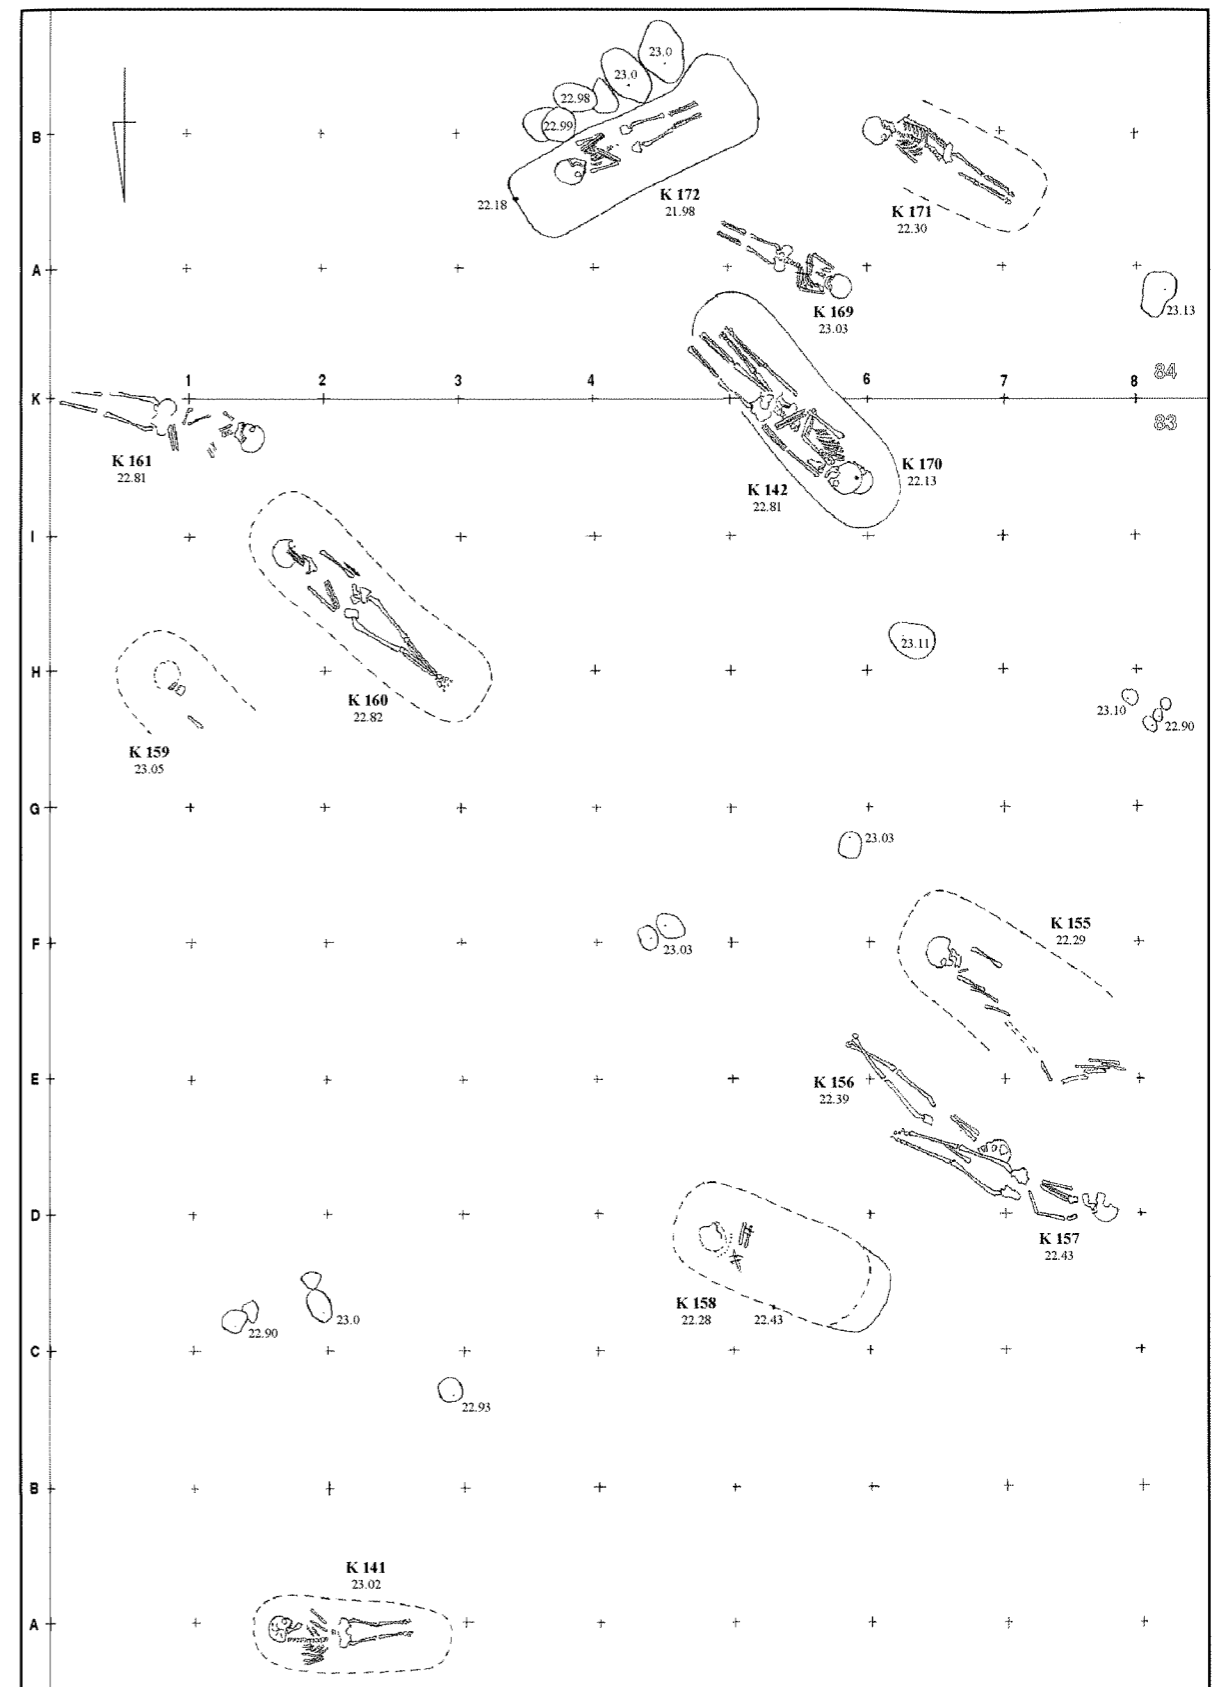 23.0
23.0
22.98
22.99
B
22.18
K 172
21.98
K 171
22.30
A
K 169
23.03
23.13
1
2
3
4
6
7
8
84
K
83
K 161
22.81
K 170
22.13
K 142
22.81
I
23.11
H
K 160
22.82
23.10
22.90
K 159
23.05
G
23.03
K 155
22.29
F
23.03
E
K 156
22.39
D
K 157
22.43
K 158
22.28
22.43
22.90
23.0
C
22.93
B
K 141
23.02
A